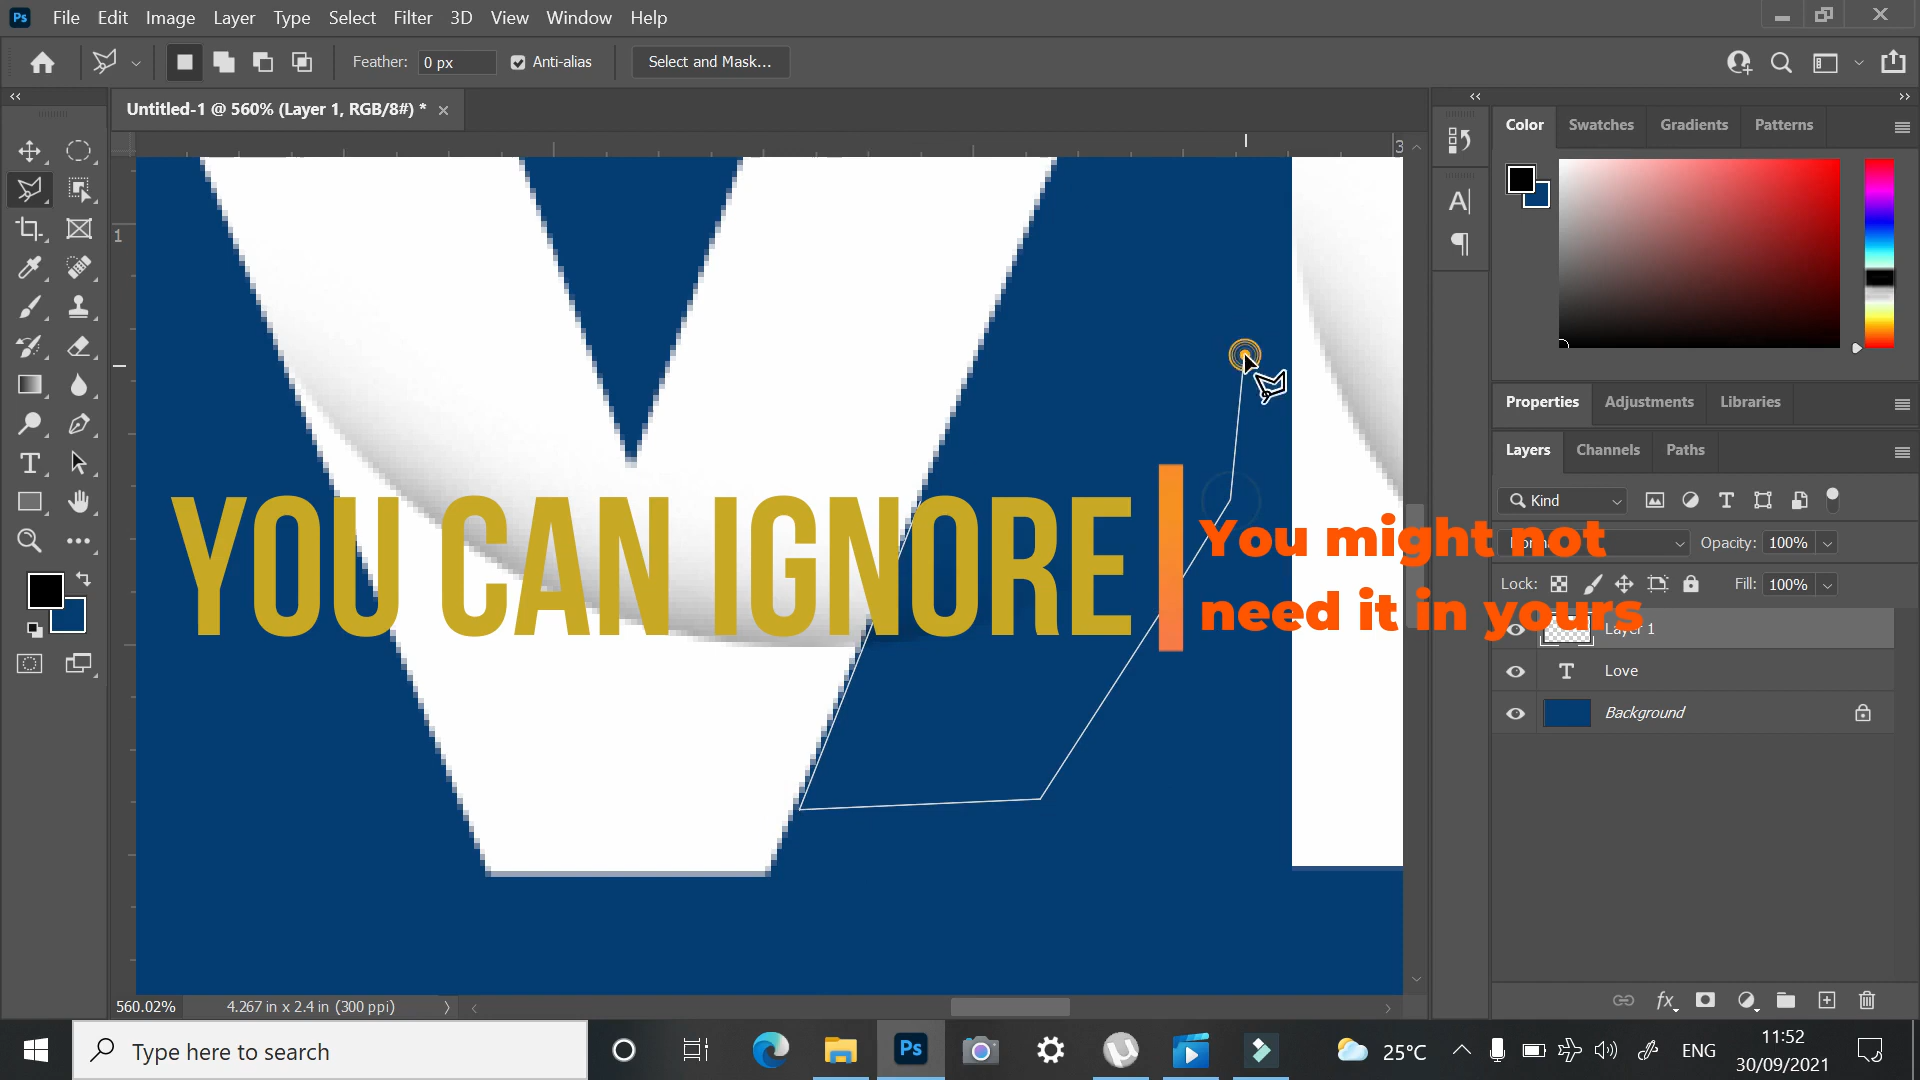 Ps File Edit Image Layer Type Select Filter 3D View Window Help
Feather: 0 px Anti-alias Select and Mask...
Untitled-1 @ 560% (Layer 1, RGB/8#) *
3
1
Color Swatches Gradients Patterns
Properties Adjustments Libraries
Layers Channels Paths
Kind
Opacity: 100%
Lock: Fill: 100%
Layer 1
Love
Background
YOU CAN IGNORE
You might not
need it in yours
560.02% 4.267 in x 2.4 in (300 ppi)
Type here to search
Ps
25°C
ENG
11:52
30/09/2021